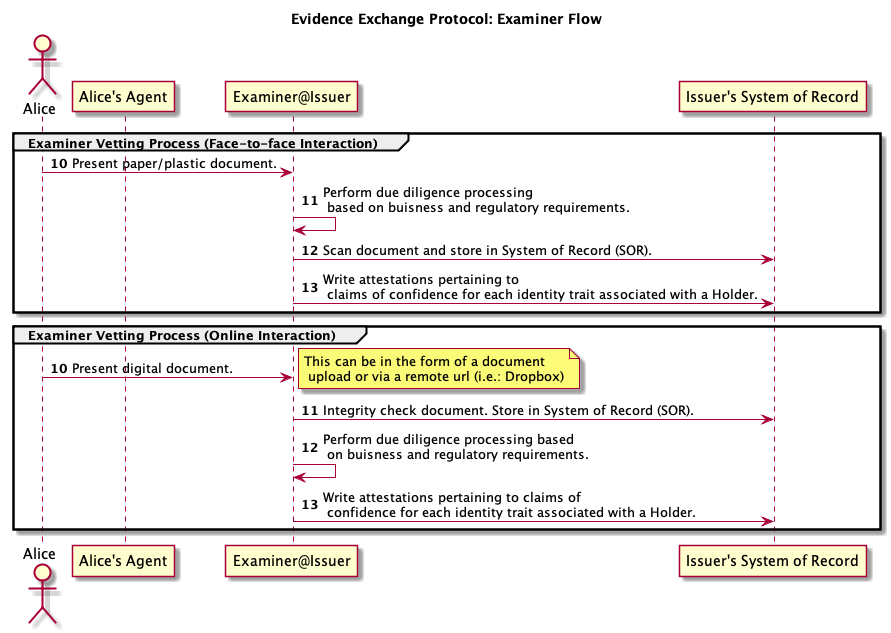 Evidence Exchange Protocol: Examiner Flow
Alice
Alice's Agent
Examiner@Issuer
Issuer's System of Record
Examiner Vetting Process (Face-to-face Interaction)
10 Present paper/plastic document.
11 Perform due diligence processing
based on buisness and regulatory requirements.
12 Scan document and store in System of Record (SOR).
13 Write attestations pertaining to
claims of confidence for each identity trait associated with a Holder.
Examiner Vetting Process (Online Interaction)
10 Present digital document.
This can be in the form of a document
upload or via a remote url (i.e.: Dropbox)
11 Integrity check document. Store in System of Record (SOR).
12 Perform due diligence processing based
on buisness and regulatory requirements.
13 Write attestations pertaining to claims of
confidence for each identity trait associated with a Holder.
Alice
Alice's Agent
Examiner@Issuer
Issuer's System of Record